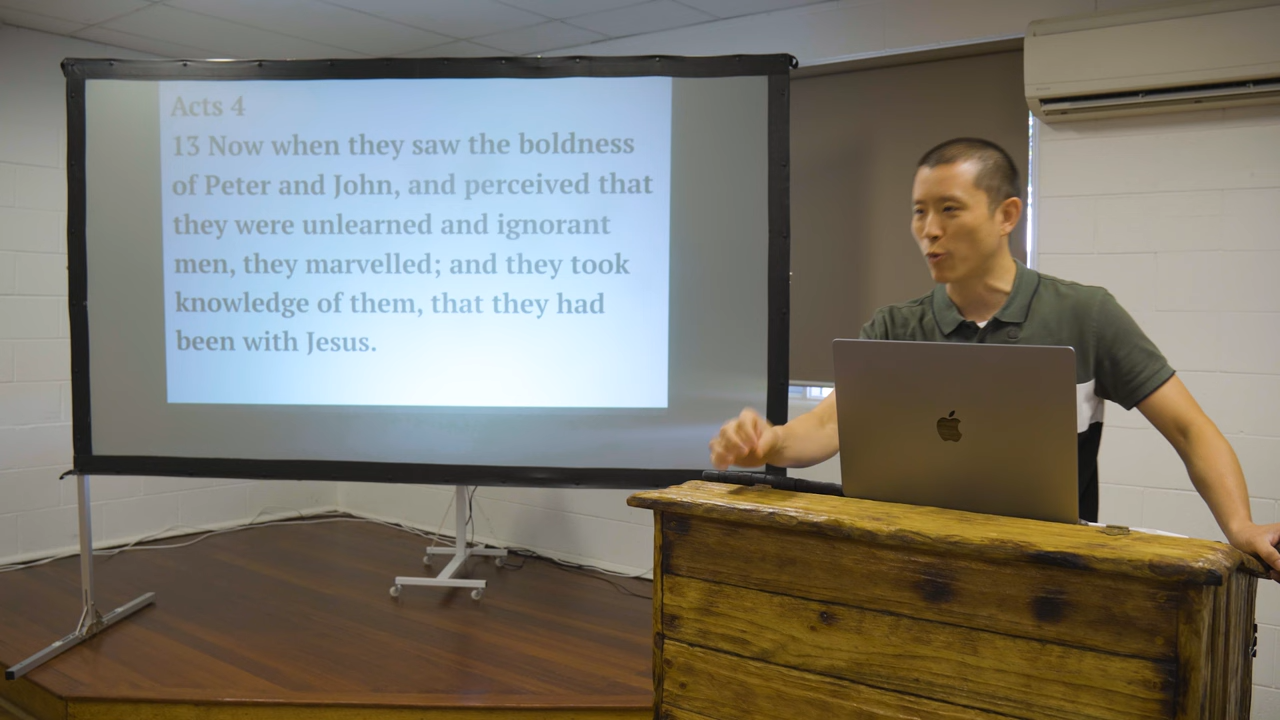 Acts 4
13 Now when they saw the boldness
of Peter and John, and perceived that
they were unlearned and ignorant
men, they marvelled; and they took
knowledge of them, that they had
been with Jesus.